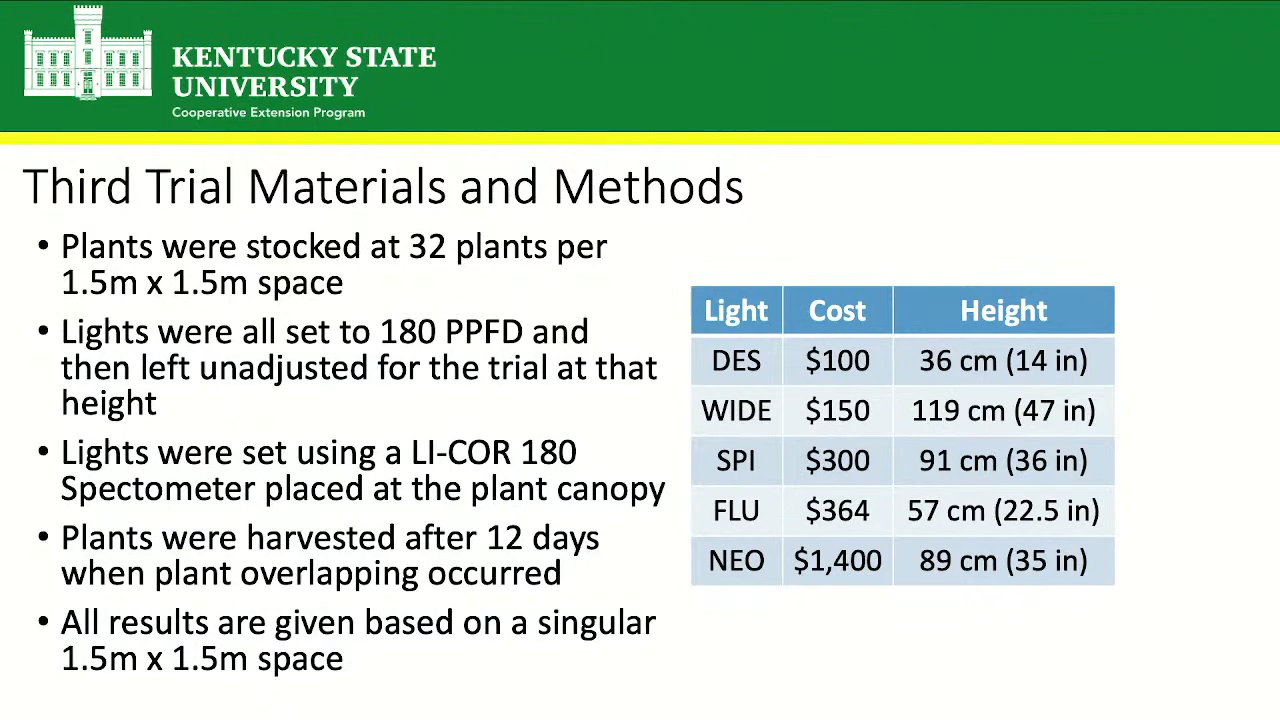 KENTUCKY STATE
UNIVERSITY
Cooperative Extension Program
Third Trial Materials and Methods
• Plants were stocked at 32 plants per
1.5m x 1.5m space
• Lights were all set to 180 PPFD and
then left unadjusted for the trial at that
height
• Lights were set using a LI-COR 180
Spectometer placed at the plant canopy
• Plants were harvested after 12 days
when plant overlapping occurred
• All results are given based on a singular
1.5m x 1.5m space
Light Cost Height
DES $100 36 cm (14 in)
WIDE $150 119 cm (47 in)
SPI $300 91 cm (36 in)
FLU $364 57 cm (22.5 in)
NEO $1,400 89 cm (35 in)